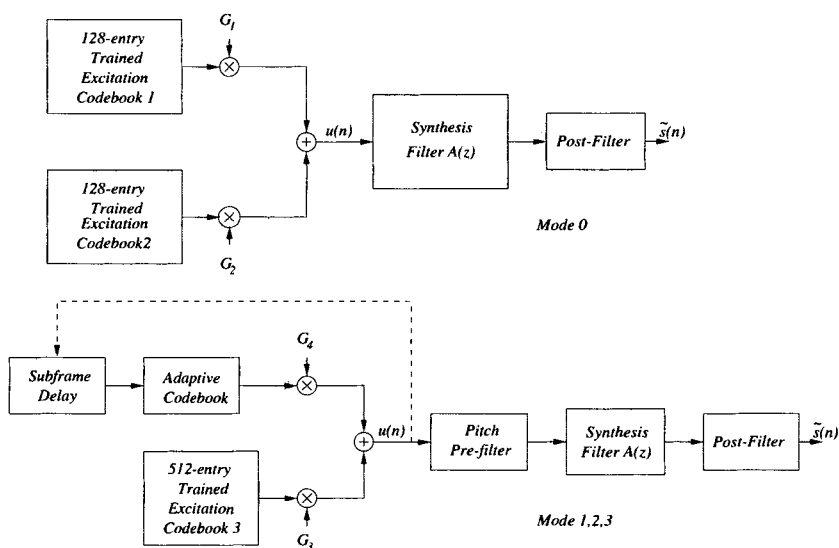 G₁
128-entry
Trained
Excitation
Codebook 1
u(n)
Synthesis
Filter A(z)
Post-Filter
s̃(n)
128-entry
Trained
Excitation
Codebook2
G₂
Mode 0
G₄
Subframe
Delay
Adaptive
Codebook
u(n)
Pitch
Pre-filter
Synthesis
Filter A(z)
Post-Filter
s̃(n)
512-entry
Trained
Excitation
Codebook 3
G₃
Mode 1,2,3